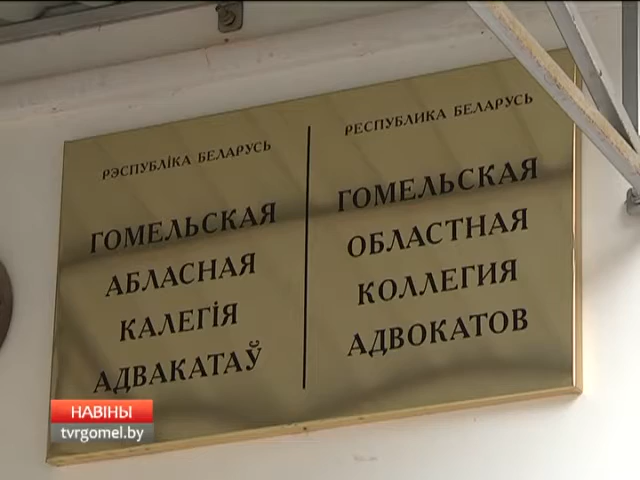 РЭСПУБЛІКА БЕЛАРУСЬ
ГОМЕЛЬСКАЯ
АБЛАСНАЯ
КАЛЕГІЯ
АДВАКАТАЎ
РЕСПУБЛИКА БЕЛАРУСЬ
ГОМЕЛЬСКАЯ
ОБЛАСТНАЯ
КОЛЛЕГИЯ
АДВОКАТОВ
НАВІНЫ
tvrgomel.by